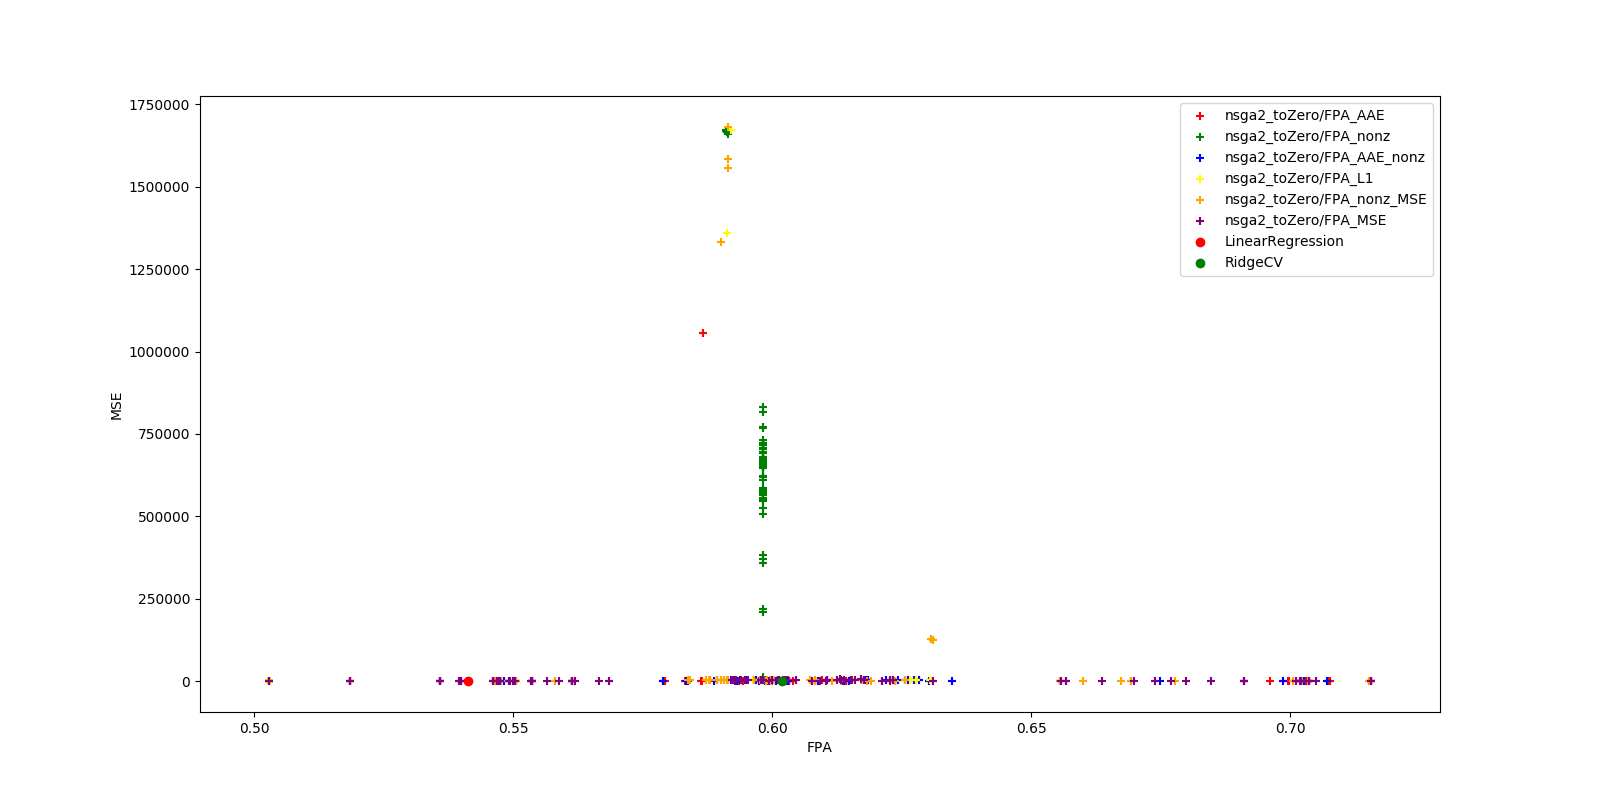 1750000
1500000
1250000
1000000
750000
500000
250000
0
MSE
0.50
0.55
0.60
0.65
0.70
FPA
nsga2_toZero/FPA_AAE
nsga2_toZero/FPA_nonz
nsga2_toZero/FPA_AAE_nonz
nsga2_toZero/FPA_L1
nsga2_toZero/FPA_nonz_MSE
nsga2_toZero/FPA_MSE
LinearRegression
RidgeCV